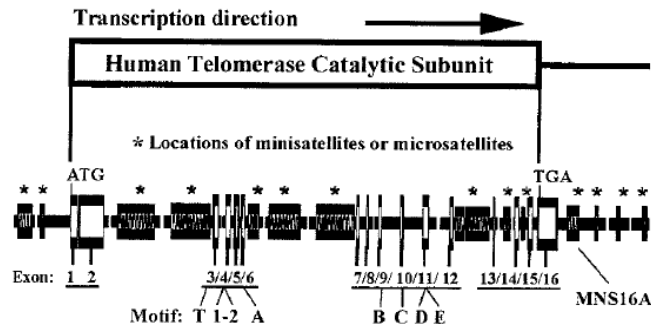 Transcription direction
Human Telomerase Catalytic Subunit
* Locations of minisatellites or microsatellites
ATG TGA
* * * * * * * * * * * * * *
Exon: 1 2 3/4/5/6 7/8/9/ 10/11/ 12 13/14/15/16 MNS16A
Motif: T 1-2 A B C D E